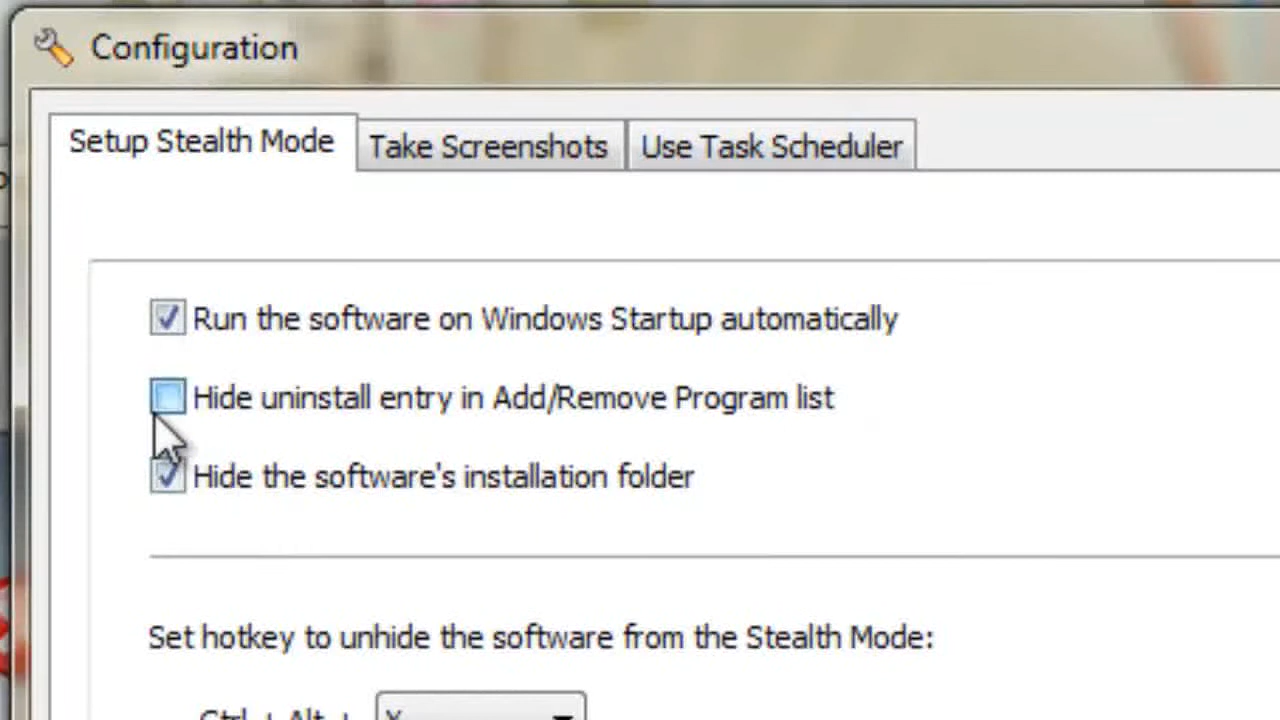 Configuration
Setup Stealth Mode
Take Screenshots
Use Task Scheduler
Run the software on Windows Startup automatically
Hide uninstall entry in Add/Remove Program list
Hide the software's installation folder
Set hotkey to unhide the software from the Stealth Mode:
Ctrl + Alt + X